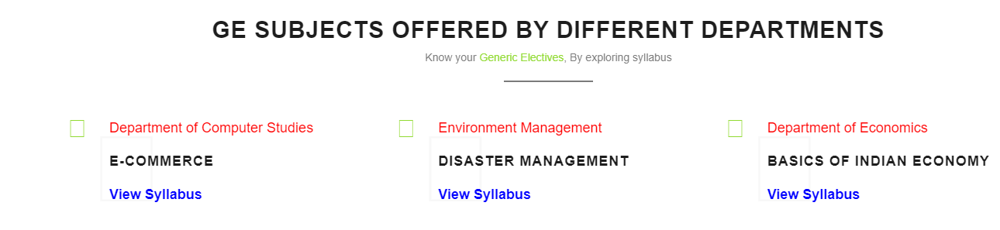 GE SUBJECTS OFFERED BY DIFFERENT DEPARTMENTS
Know your Generic Electives, By exploring syllabus
Department of Computer Studies
E-COMMERCE
View Syllabus
Environment Management
DISASTER MANAGEMENT
View Syllabus
Department of Economics
BASICS OF INDIAN ECONOMY
View Syllabus